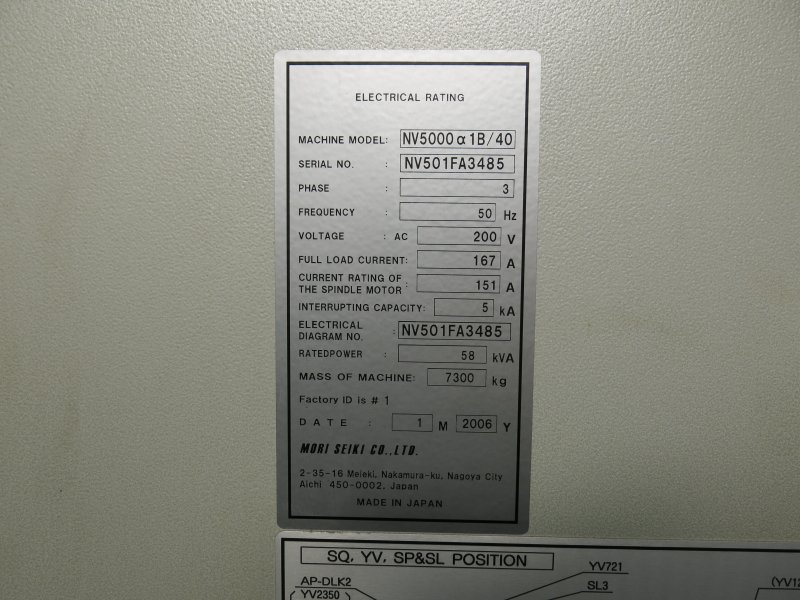 ELECTRICAL RATING
MACHINE MODEL: NV5000α1B/40
SERIAL NO. : NV501FA3485
PHASE : 3
FREQUENCY : 50 Hz
VOLTAGE : AC 200 V
FULL LOAD CURRENT: 167 A
CURRENT RATING OF
THE SPINDLE MOTOR : 151 A
INTERRUPTING CAPACITY: 5 kA
ELECTRICAL
DIAGRAM NO. : NV501FA3485
RATEDPOWER : 58 kVA
MASS OF MACHINE: 7300 kg
Factory ID is # 1
DATE : 1 M 2006 Y
MORI SEIKI CO.,LTD.
2-35-16 Meieki, Nakamura-ku, Nagoya City
Aichi 450-0002, Japan
MADE IN JAPAN
SQ, YV, SP&SL POSITION
YV721
AP-DLK2
SL3
(YV2350)